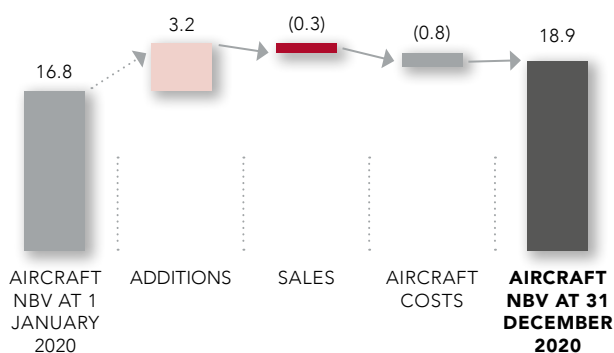 16.8
3.2
(0.3)
(0.8)
18.9
AIRCRAFT
NBV AT 1
JANUARY
2020
ADDITIONS
SALES
AIRCRAFT
COSTS
AIRCRAFT
NBV AT 31
DECEMBER
2020